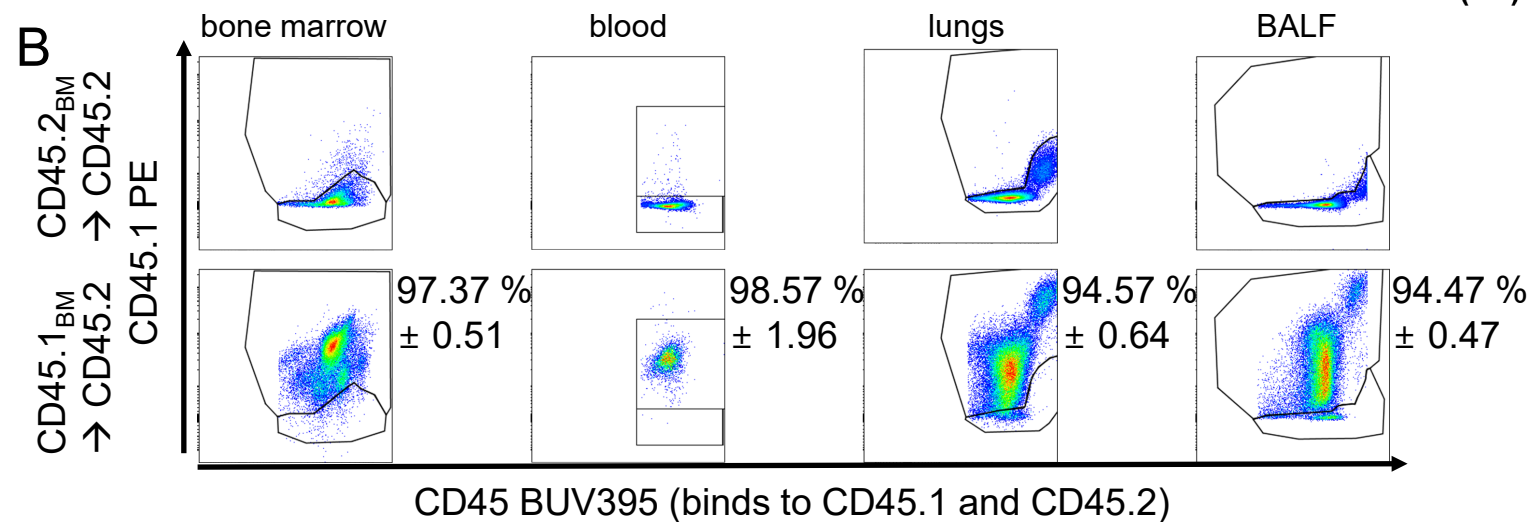 B
bone marrow
blood
lungs
BALF
CD45.2BM
→ CD45.2
CD45.1 PE
CD45.1BM
→ CD45.2
97.37 %
± 0.51
98.57 %
± 1.96
94.57 %
± 0.64
94.47 %
± 0.47
CD45 BUV395 (binds to CD45.1 and CD45.2)